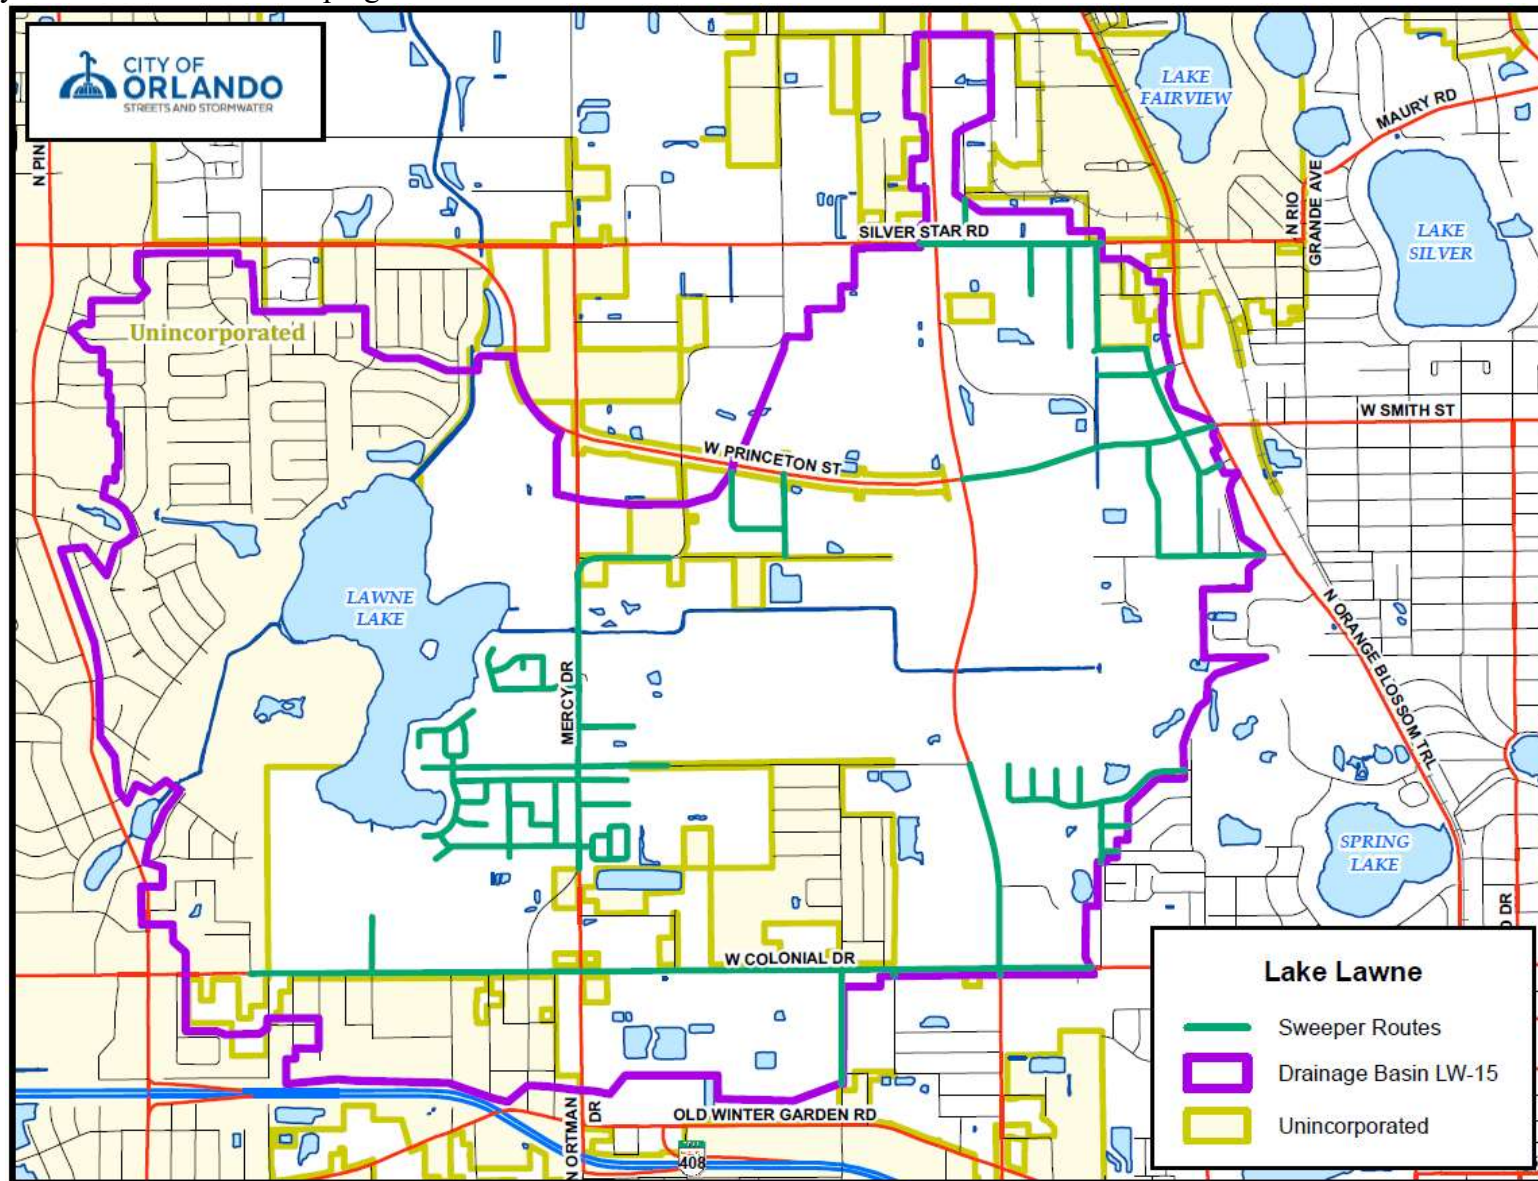 CITY OF
ORLANDO
STREETS AND STORMWATER
N PIN
LAKE
FAIRVIEW
MAURY RD
N RIO
GRANDE AVE
SILVER STAR RD
LAKE
SILVER
Unincorporated
W SMITH ST
W PRINCETON ST
LAWNE
LAKE
MERCY DR
N ORANGE BLOSSOM TRL
SPRING
LAKE
O DR
W COLONIAL DR
Lake Lawne
Sweeper Routes
Drainage Basin LW-15
Unincorporated
OLD WINTER GARDEN RD
N ORTMAN
DR
408